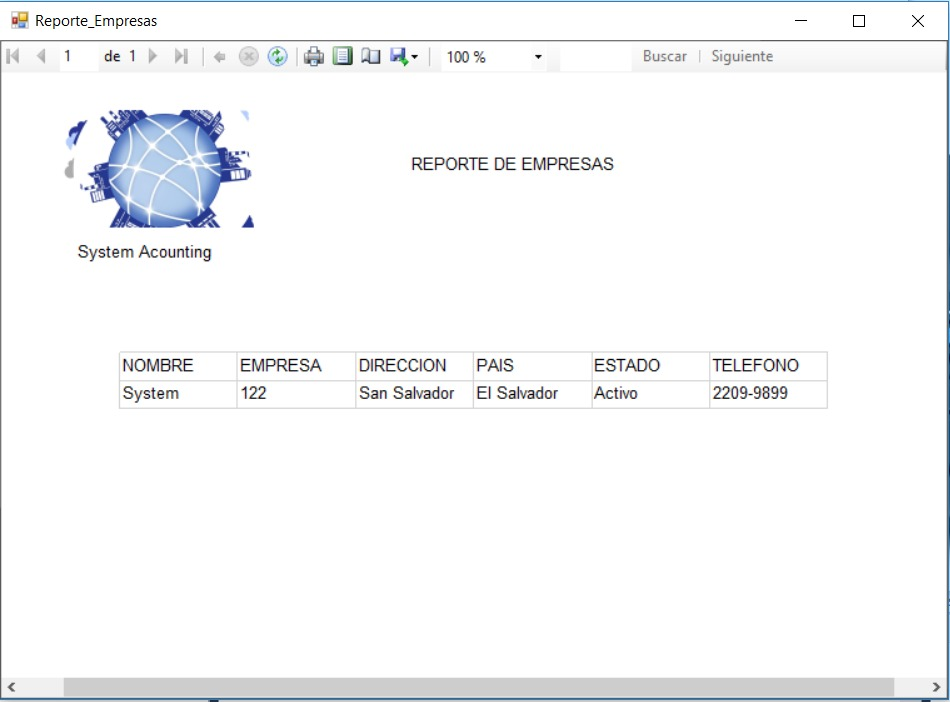 Reporte_Empresas
1 de 1 100 % Buscar Siguiente
REPORTE DE EMPRESAS
System Acounting
NOMBRE EMPRESA DIRECCION PAIS ESTADO TELEFONO
System 122 San Salvador El Salvador Activo 2209-9899